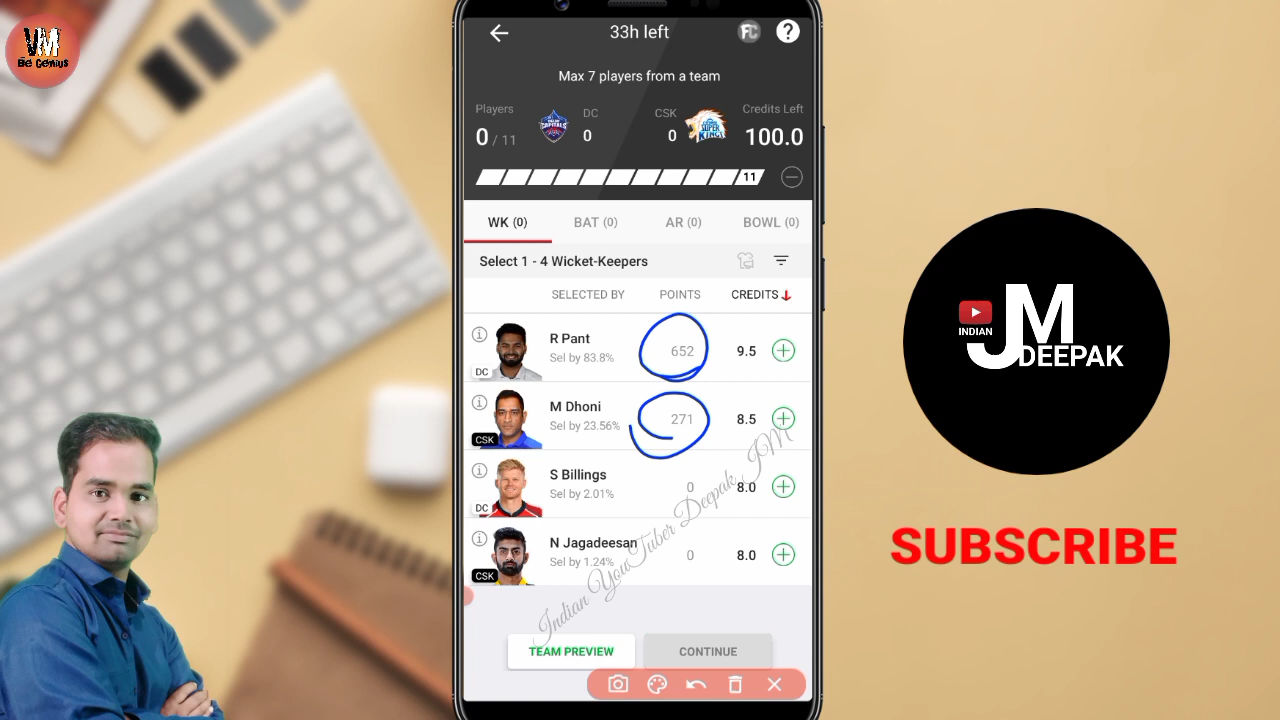 VM
Be Genius
33h left
FC
?
Max 7 players from a team
Players
DC
CSK
Credits Left
0 / 11
0
0
100.0
11
WK (0)
BAT (0)
AR (0)
BOWL (0)
Select 1 - 4 Wicket-Keepers
SELECTED BY
POINTS
CREDITS
R Pant
Sel by 83.8%
652
9.5
DC
M Dhoni
Sel by 23.56%
271
8.5
CSK
S Billings
Sel by 2.01%
0
8.0
DC
N Jagadeesan
Sel by 1.24%
0
8.0
CSK
Indian YouTuber Deepak JM
TEAM PREVIEW
CONTINUE
INDIAN
JM
DEEPAK
SUBSCRIBE